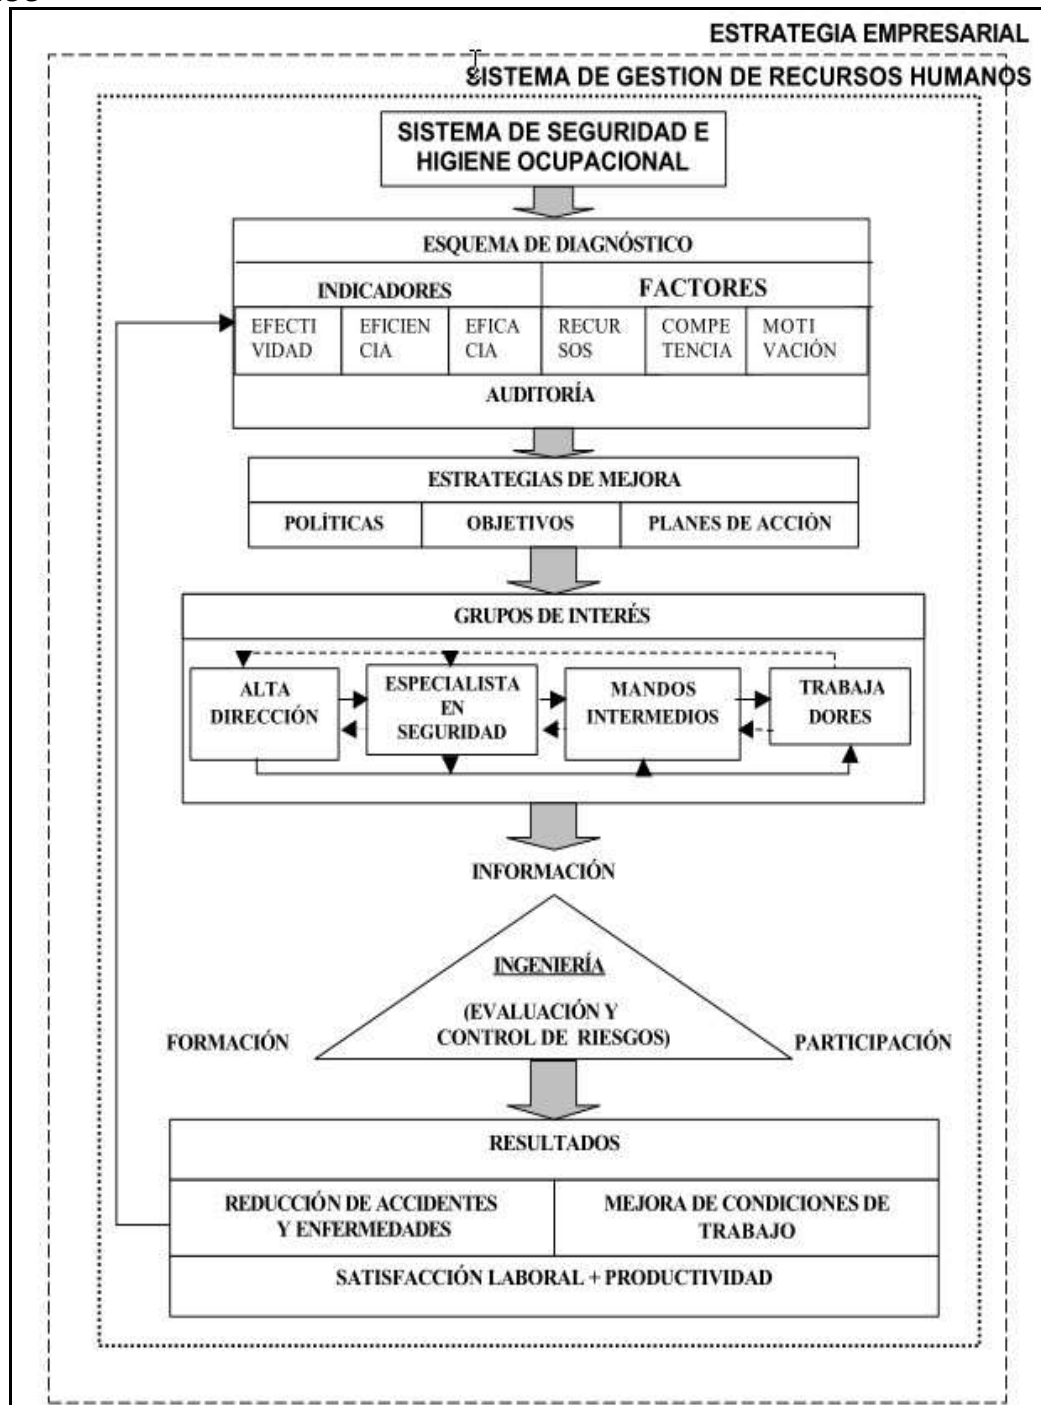 ESTRATEGIA EMPRESARIAL
SISTEMA DE GESTION DE RECURSOS HUMANOS
SISTEMA DE SEGURIDAD E
HIGIENE OCUPACIONAL
ESQUEMA DE DIAGNÓSTICO
INDICADORES
FACTORES
EFECTI
VIDAD
EFICIEN
CIA
EFICA
CIA
RECUR
SOS
COMPE
TENCIA
MOTI
VACIÓN
AUDITORÍA
ESTRATEGIAS DE MEJORA
POLÍTICAS
OBJETIVOS
PLANES DE ACCIÓN
GRUPOS DE INTERÉS
ALTA
DIRECCIÓN
ESPECIALISTA
EN
SEGURIDAD
MANDOS
INTERMEDIOS
TRABAJA
DORES
INFORMACIÓN
INGENIERÍA
(EVALUACIÓN Y
CONTROL DE RIESGOS)
FORMACIÓN
PARTICIPACIÓN
RESULTADOS
REDUCCIÓN DE ACCIDENTES
Y ENFERMEDADES
MEJORA DE CONDICIONES DE
TRABAJO
SATISFACCIÓN LABORAL + PRODUCTIVIDAD